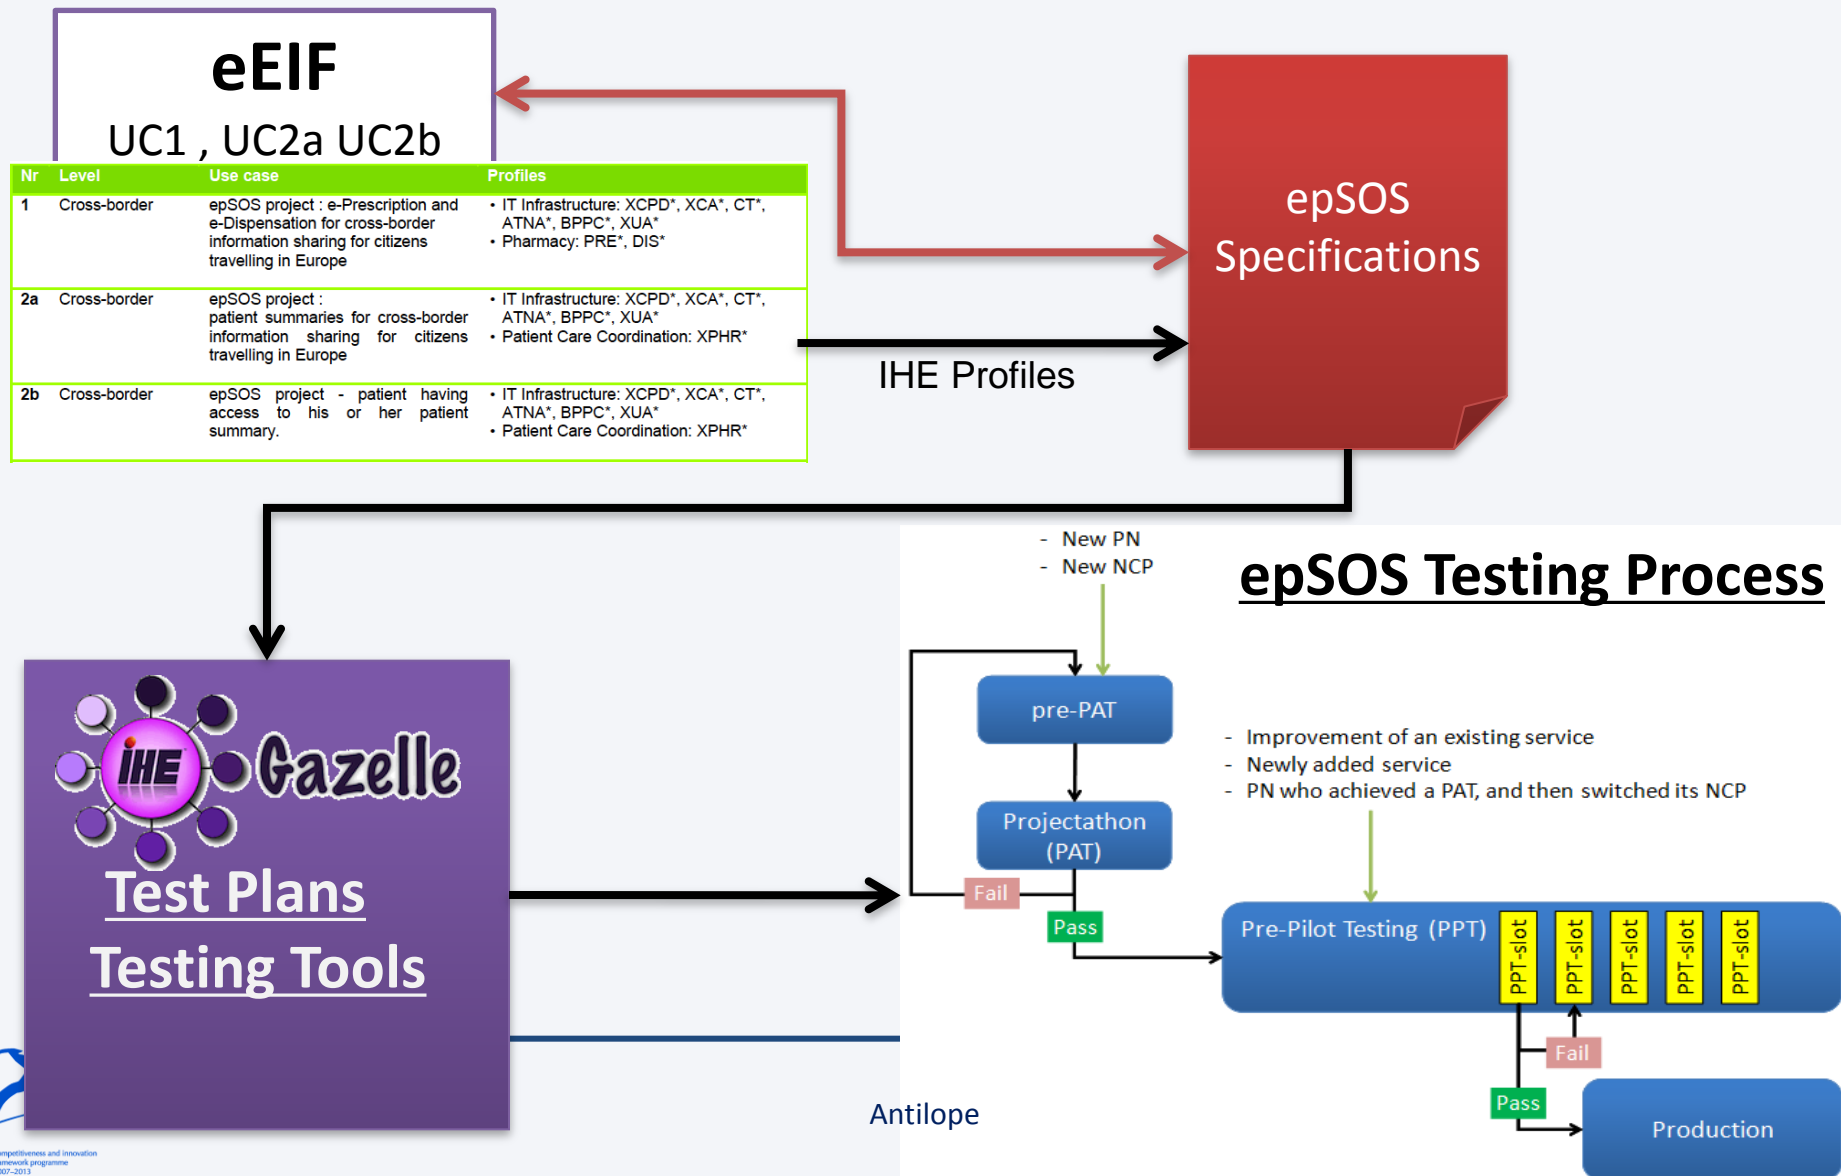 eEIF
UC1 , UC2a UC2b
Nr Level Use case Profiles
1 Cross-border epSOS project : e-Prescription and • IT Infrastructure: XCPD*, XCA*, CT*,
e-Dispensation for cross-border ATNA*, BPPC*, XUA*
information sharing for citizens • Pharmacy: PRE*, DIS*
travelling in Europe
2a Cross-border epSOS project : • IT Infrastructure: XCPD*, XCA*, CT*,
patient summaries for cross-border ATNA*, BPPC*, XUA*
information sharing for citizens • Patient Care Coordination: XPHR*
travelling in Europe
2b Cross-border epSOS project - patient having • IT Infrastructure: XCPD*, XCA*, CT*,
access to his or her patient ATNA*, BPPC*, XUA*
summary. • Patient Care Coordination: XPHR*
IHE Profiles
epSOS
Specifications
IHE Gazelle
Test Plans
Testing Tools
epSOS Testing Process
- New PN
- New NCP
pre-PAT
Projectathon
(PAT)
Fail
Pass
- Improvement of an existing service
- Newly added service
- PN who achieved a PAT, and then switched its NCP
Pre-Pilot Testing (PPT)
PPT-slot
PPT-slot
PPT-slot
PPT-slot
PPT-slot
Fail
Pass
Production
Antilope
and innovation
programme
–2013